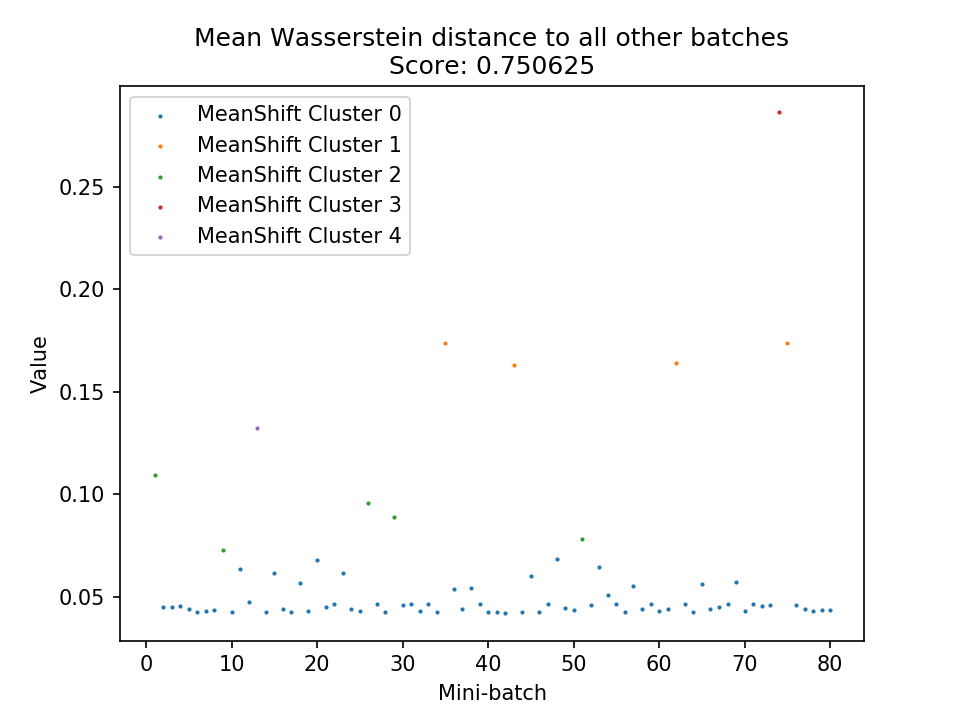 Mean Wasserstein distance to all other batches
Score: 0.750625
MeanShift Cluster 0
MeanShift Cluster 1
MeanShift Cluster 2
MeanShift Cluster 3
MeanShift Cluster 4
0.25
0.20
0.15
0.10
0.05
Value
0 10 20 30 40 50 60 70 80
Mini-batch